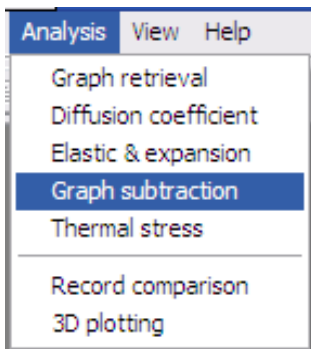 Analysis View Help
Graph retrieval
Diffusion coefficient
Elastic & expansion
Graph subtraction
Thermal stress
Record comparison
3D plotting